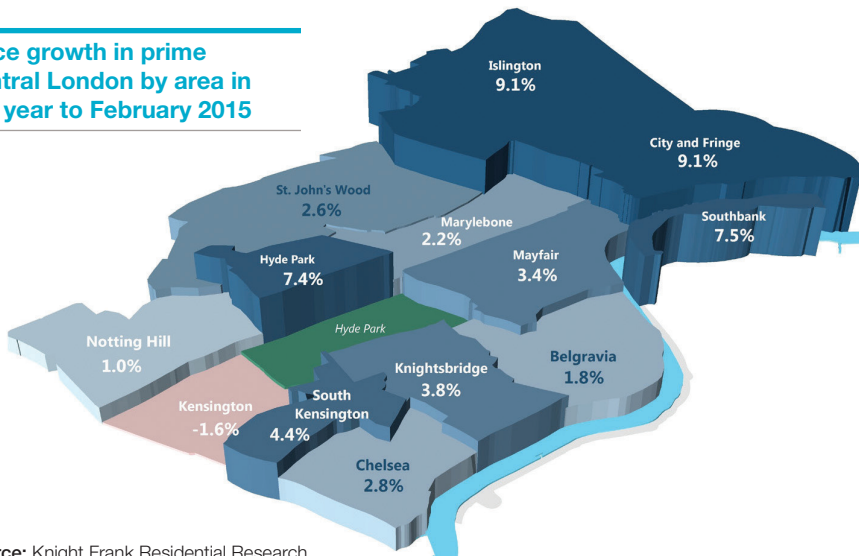 ce growth in prime
ntral London by area in
year to February 2015
Islington
9.1%
City and Fringe
9.1%
St. John's Wood
2.6%
Marylebone
2.2%
Southbank
7.5%
Hyde Park
7.4%
Mayfair
3.4%
Hyde Park
Notting Hill
1.0%
Knightsbridge
3.8%
Belgravia
1.8%
Kensington
-1.6%
South
Kensington
4.4%
Chelsea
2.8%
rce: Knight Frank Residential Research